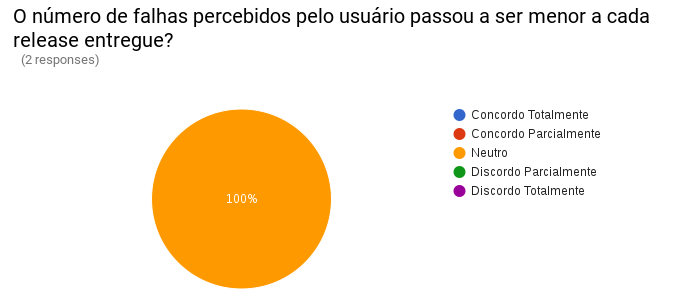 O número de falhas percebidos pelo usuário passou a ser menor a cada
release entregue?
(2 responses)
100%
Concordo Totalmente
Concordo Parcialmente
Neutro
Discordo Parcialmente
Discordo Totalmente